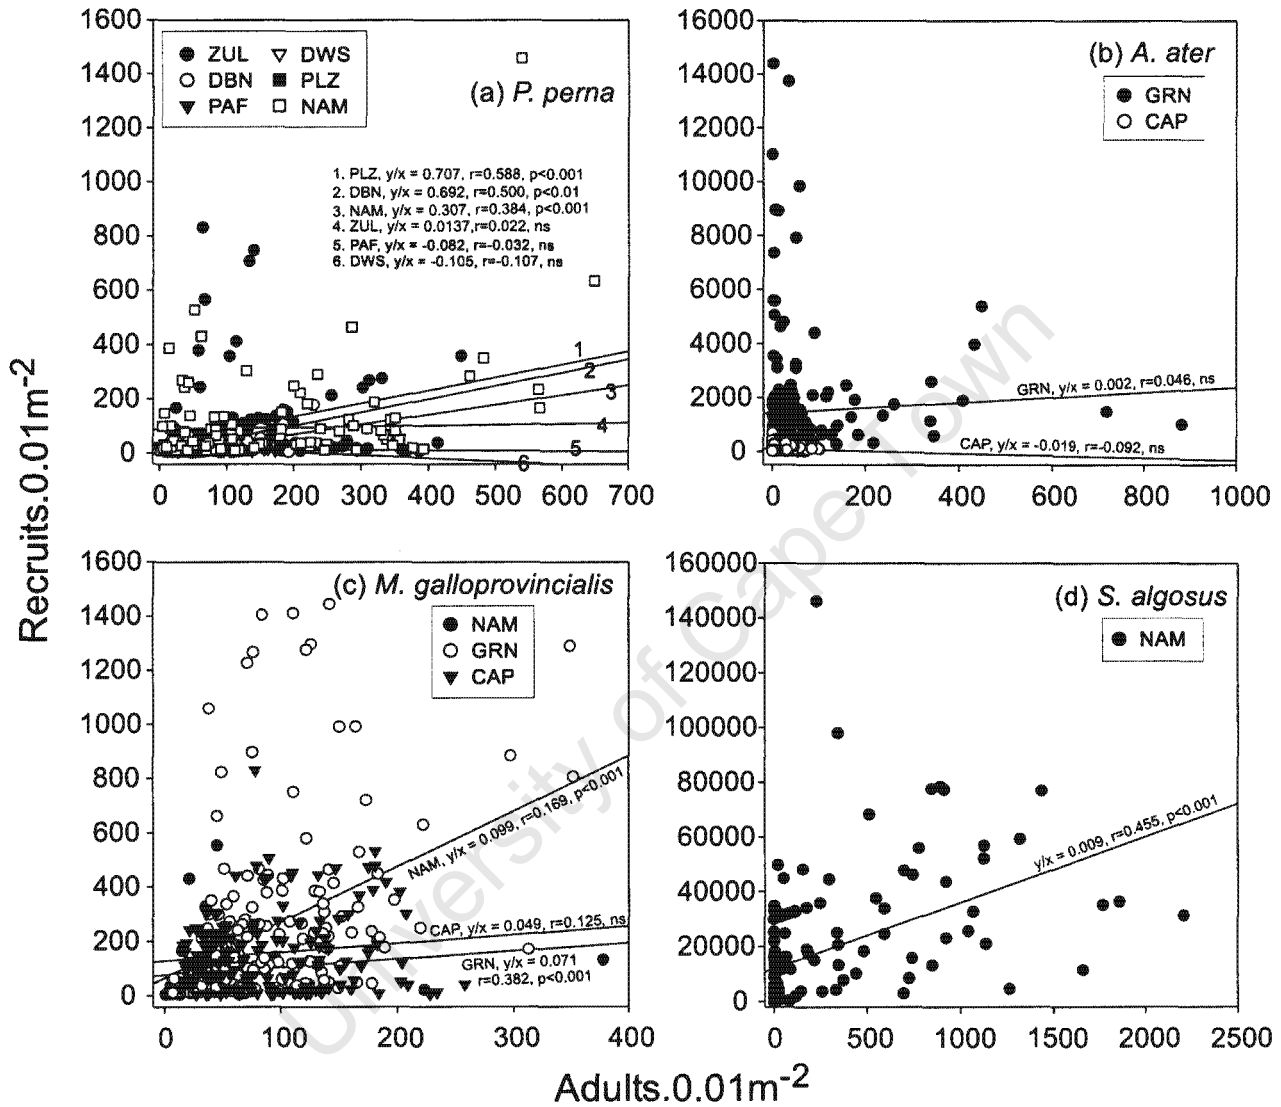 Recruits.0.01m-2
1600
1400
1200
1000
800
600
400
200
0
ZUL DWS
DBN PLZ
PAF NAM
(a) P. perna
1. PLZ, y/x = 0.707, r=0.588, p<0.001
2. DBN, y/x = 0.692, r=0.500, p<0.01
3. NAM, y/x = 0.307, r=0.384, p<0.001
4. ZUL, y/x = 0.0137,r=0.022, ns
5. PAF, y/x = -0.082, r=-0.032, ns
6. DWS, y/x = -0.105, r=-0.107, ns
1
2
3
4
5
6
0 100 200 300 400 500 600 700
16000
14000
12000
10000
8000
6000
4000
2000
0
(b) A. ater
GRN
CAP
GRN, y/x = 0.002, r=0.046, ns
CAP, y/x = -0.019, r=-0.092, ns
0 200 400 600 800 1000
1600
1400
1200
1000
800
600
400
200
0
(c) M. galloprovincialis
NAM
GRN
CAP
NAM, y/x = 0.099, r=0.169, p<0.001
CAP, y/x = 0.049, r=0.125, ns
GRN, y/x = 0.071
r=0.382, p<0.001
0 100 200 300 400
160000
140000
120000
100000
80000
60000
40000
20000
0
(d) S. algosus
NAM
y/x = 0.009, r=0.455, p<0.001
0 500 1000 1500 2000 2500
Adults.0.01m-2
University of Cape Town